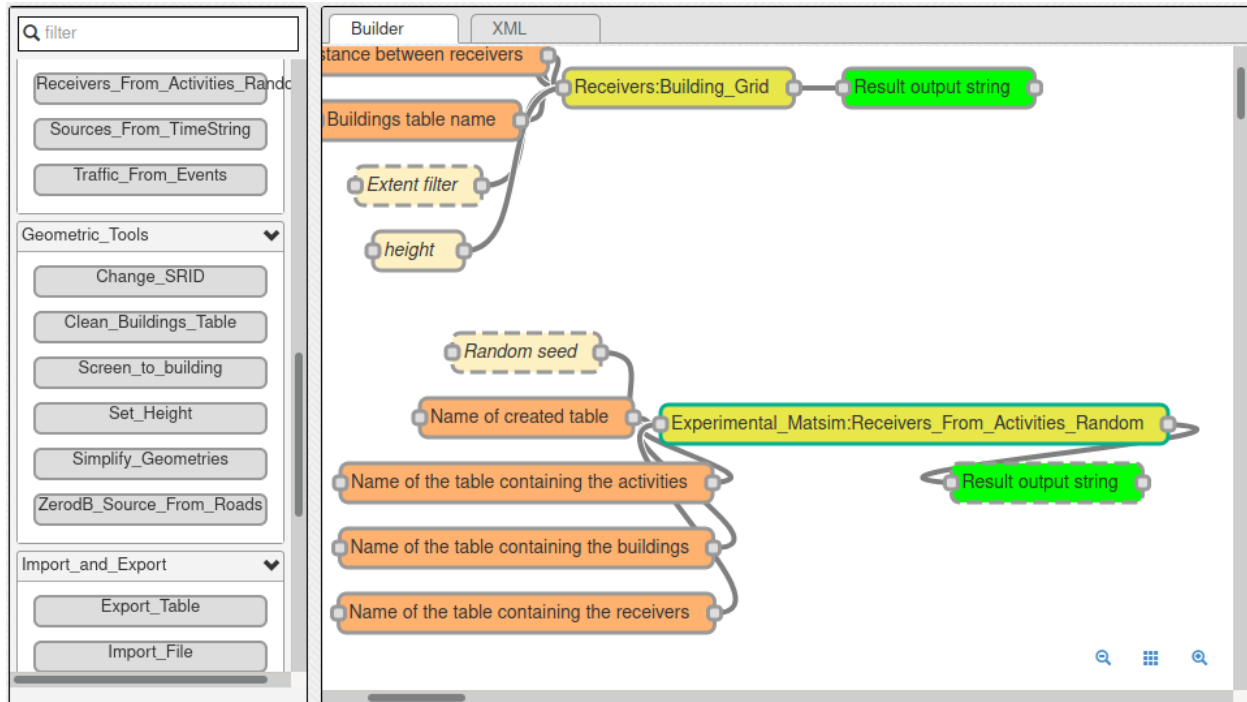 filter
Receivers_From_Activities_Rando
Sources_From_TimeString
Traffic_From_Events
Geometric_Tools
Change_SRID
Clean_Buildings_Table
Screen_to_building
Set_Height
Simplify_Geometries
ZerodB_Source_From_Roads
Import_and_Export
Export_Table
Import_File
Builder
XML
stance between receivers
Receivers:Building_Grid
Result output string
Buildings table name
Extent filter
height
Random seed
Name of created table
Experimental_Matsim:Receivers_From_Activities_Random
Name of the table containing the activities
Result output string
Name of the table containing the buildings
Name of the table containing the receivers